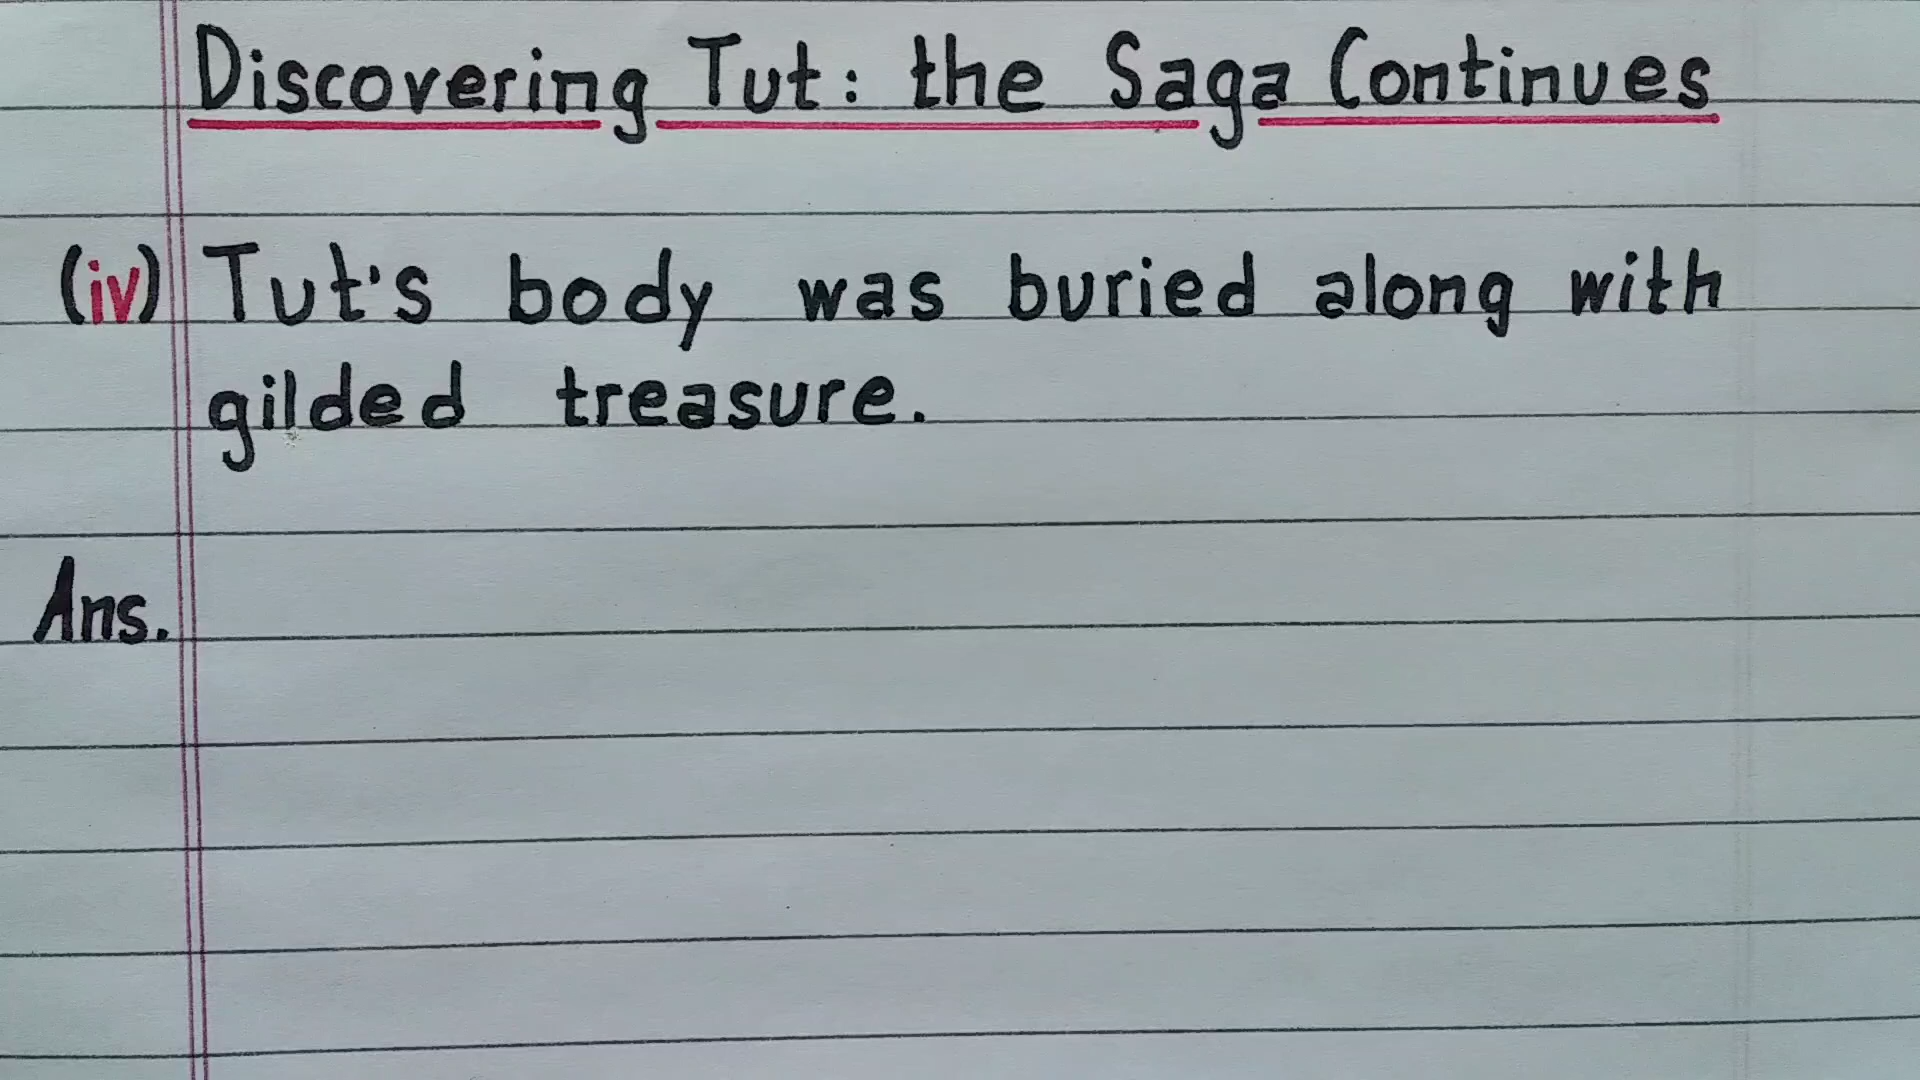 Discovering Tut: the Saga Continues
(iv) Tut's body was buried along with
gilded treasure.
Ans.